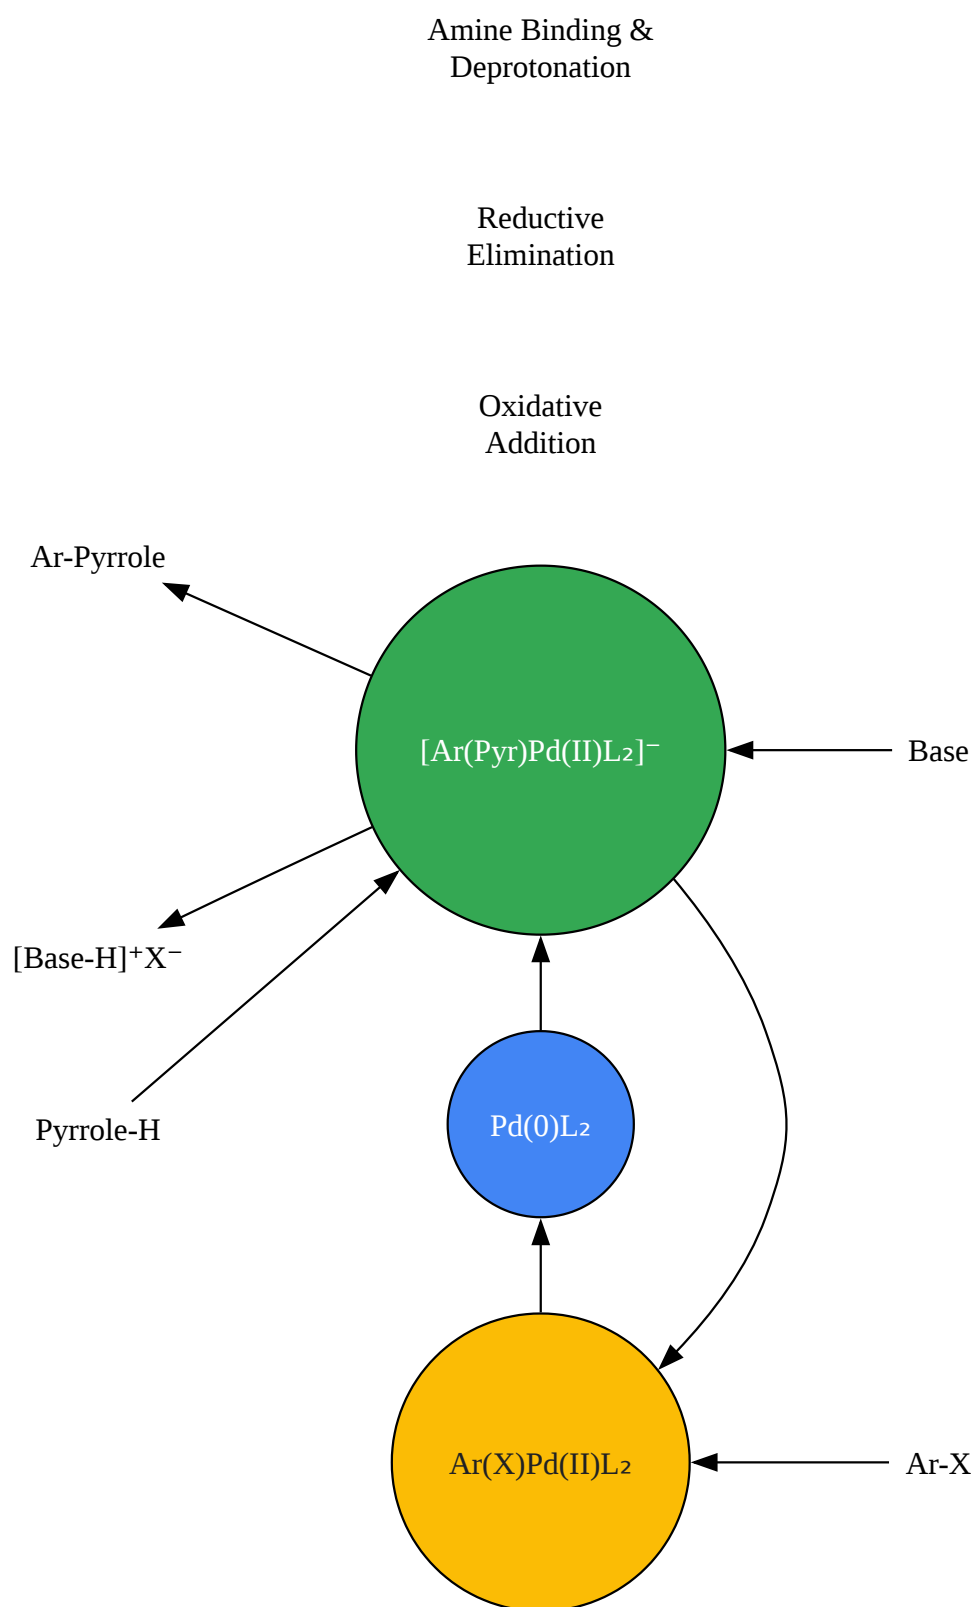 Amine Binding &
Deprotonation
Reductive
Elimination
Oxidative
Addition
Ar-Pyrrole
[Ar(Pyr)Pd(II)L₂]⁻
Base
[Base-H]⁺X⁻
Pyrrole-H
Pd(0)L₂
Ar(X)Pd(II)L₂
Ar-X